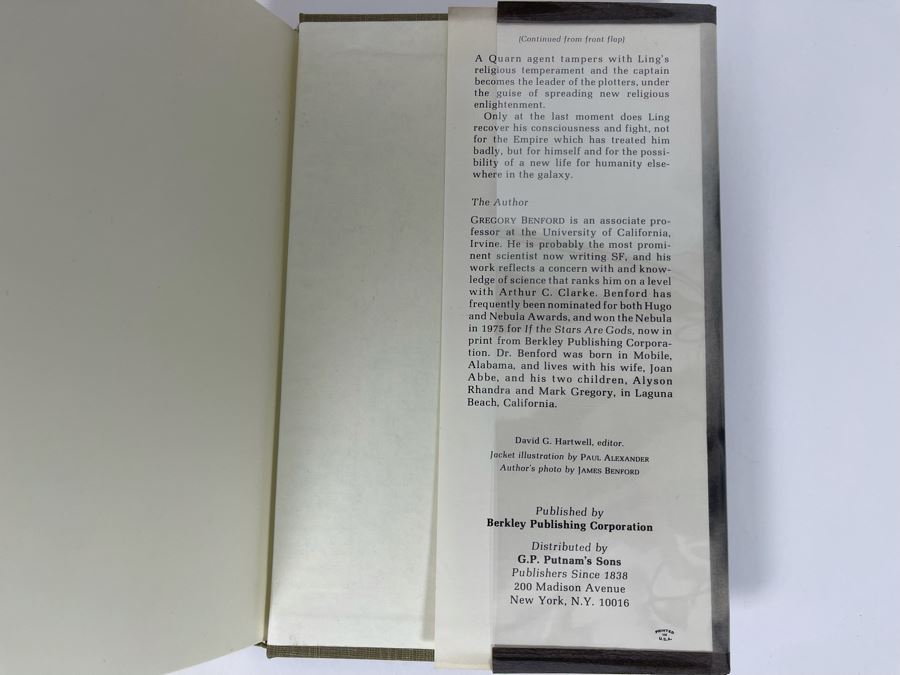 (Continued from front flap)
A Quarn agent tampers with Ling's
religious temperament and the captain
becomes the leader of the plotters, under
the guise of spreading new religious
enlightenment.
Only at the last moment does Ling
recover his consciousness and fight, not
for the Empire which has treated him
badly, but for himself and for the possi-
bility of a new life for humanity else-
where in the galaxy.
The Author
GREGORY BENFORD is an associate pro-
fessor at the University of California,
Irvine. He is probably the most promi-
nent scientist now writing SF, and his
work reflects a concern with and know-
ledge of science that ranks him on a level
with Arthur C. Clarke. Benford has
frequently been nominated for both Hugo
and Nebula Awards, and won the Nebula
in 1975 for If the Stars Are Gods, now in
print from Berkley Publishing Corpora-
tion. Dr. Benford was born in Mobile,
Alabama, and lives with his wife, Joan
Abbe, and his two children, Alyson
Rhandra and Mark Gregory, in Laguna
Beach, California.
David G. Hartwell, editor.
Jacket illustration by PAUL ALEXANDER
Author's photo by JAMES BENFORD
Published by
Berkley Publishing Corporation
Distributed by
G.P. Putnam's Sons
Publishers Since 1838
200 Madison Avenue
New York, N.Y. 10016
PRINTED
IN
U.S.A.